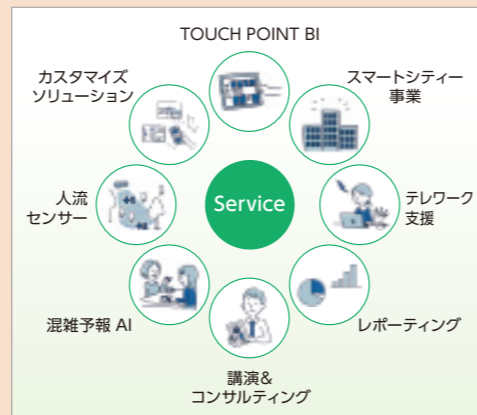 TOUCH POINT BI
カスタマイズ
ソリューション
スマートシティー
事業
人流
センサー
Service
テレワーク
支援
混雑予報 AI
レポーティング
講演&
コンサルティング